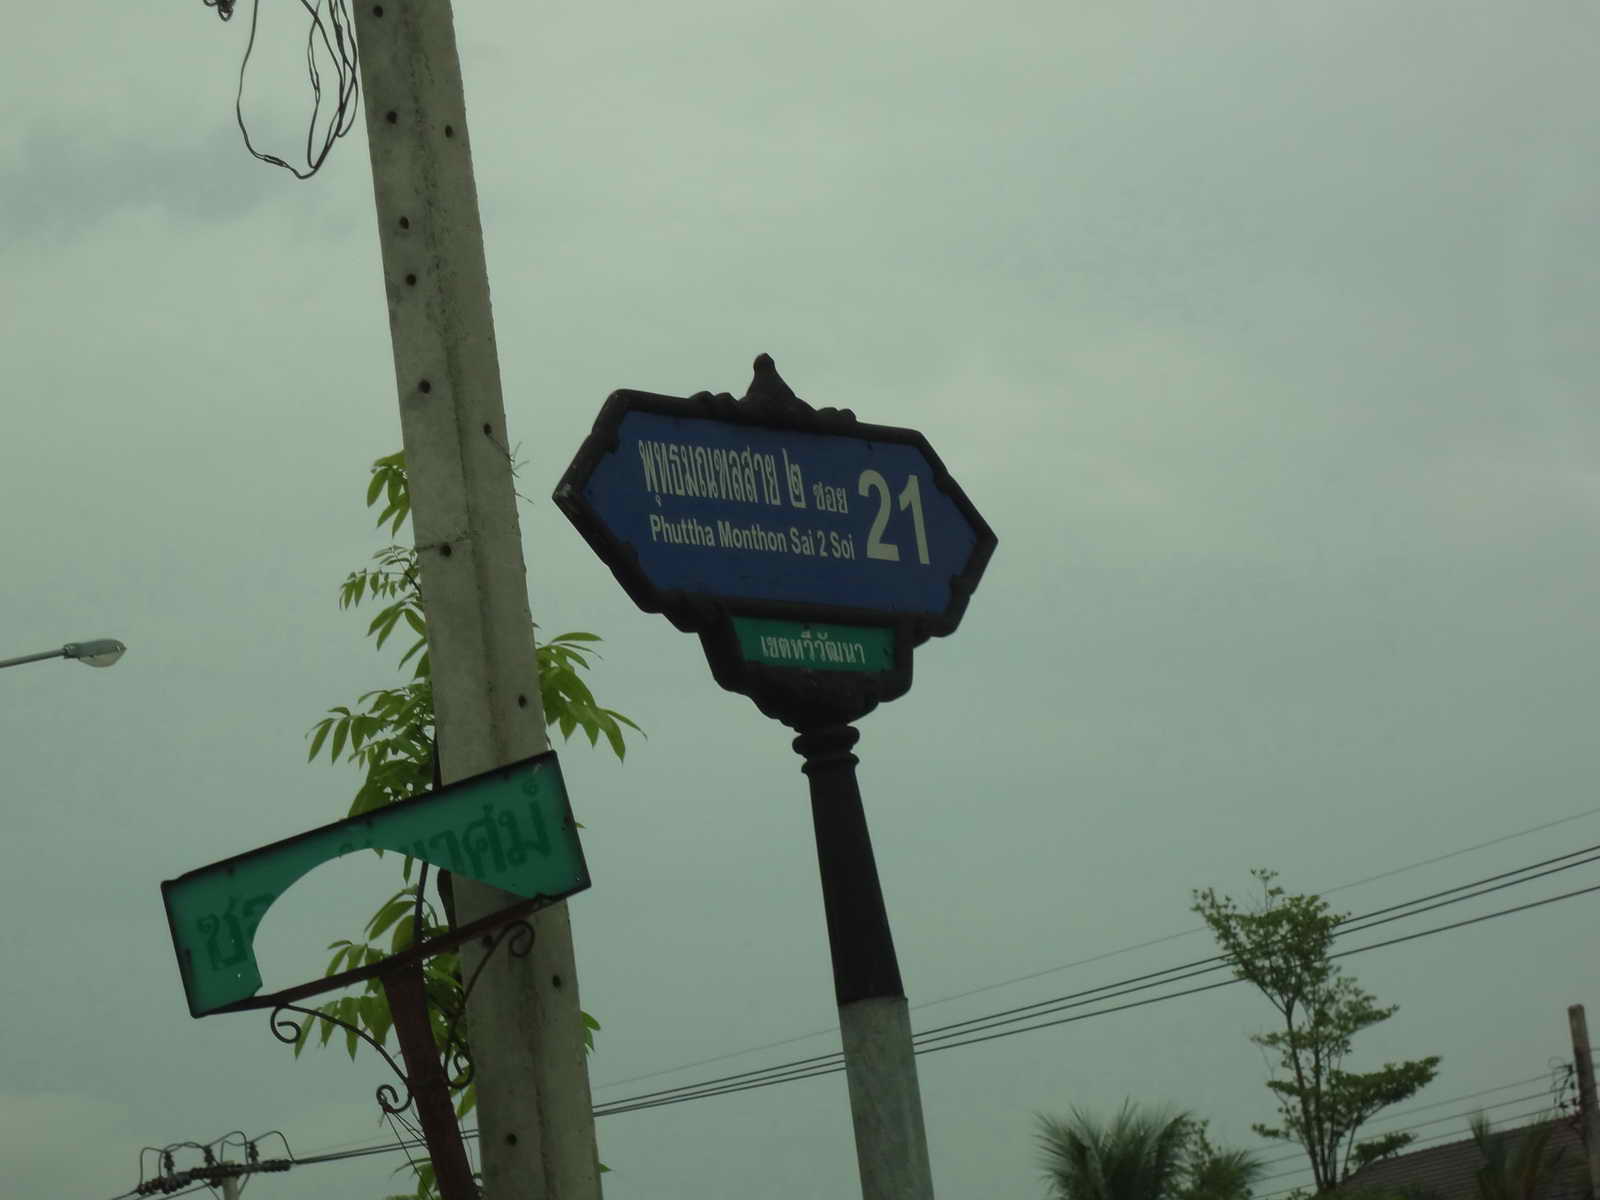 พุทธมณฑลสาย ๒ ซอย 21
Phuttha Monthon Sai 2 Soi
เขตทวีวัฒนา